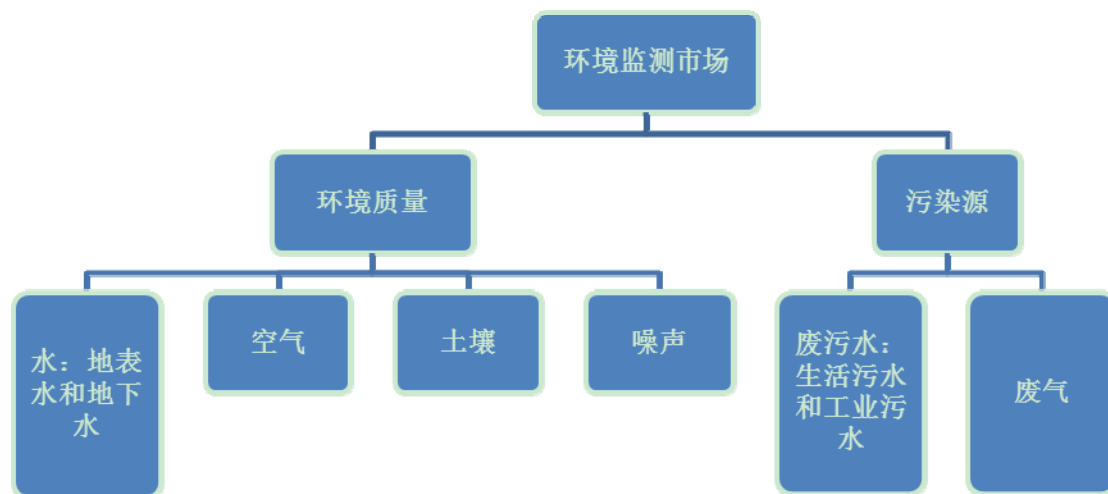 环境监测市场
环境质量
污染源
水：地表
水和地下
水
空气
土壤
噪声
废污水：
生活污水
和工业污
水
废气